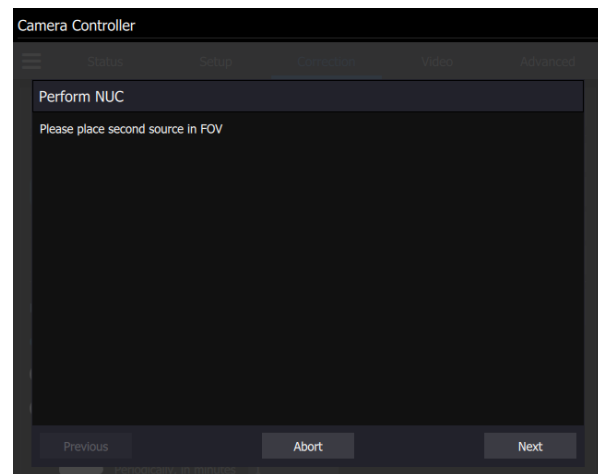 Camera Controller
Status Setup Correction Video Advanced
Perform NUC
Please place second source in FOV
Previous Abort Next
Periodically, in minutes 1